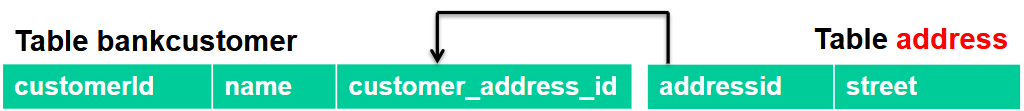 Table bankcustomer
Table address
customerId name customer_address_id addressid street